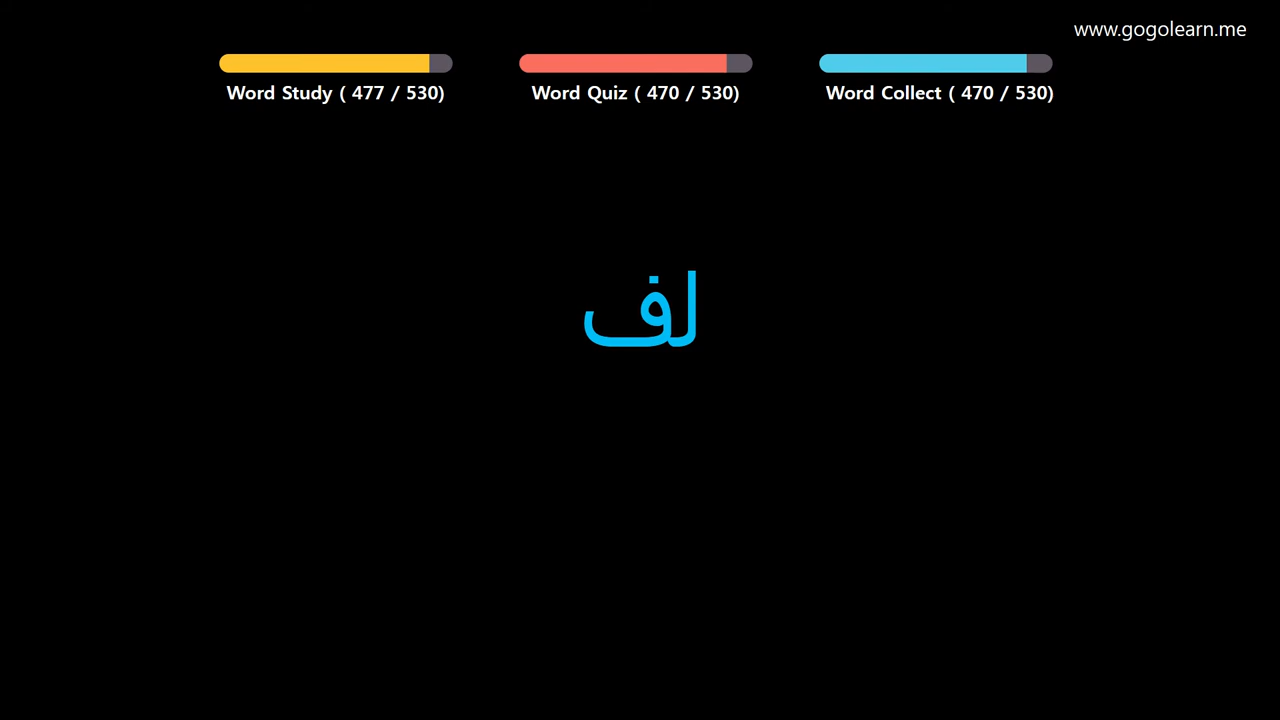 www.gogolearn.me
Word Study ( 477 / 530)
Word Quiz ( 470 / 530)
Word Collect ( 470 / 530)
لف